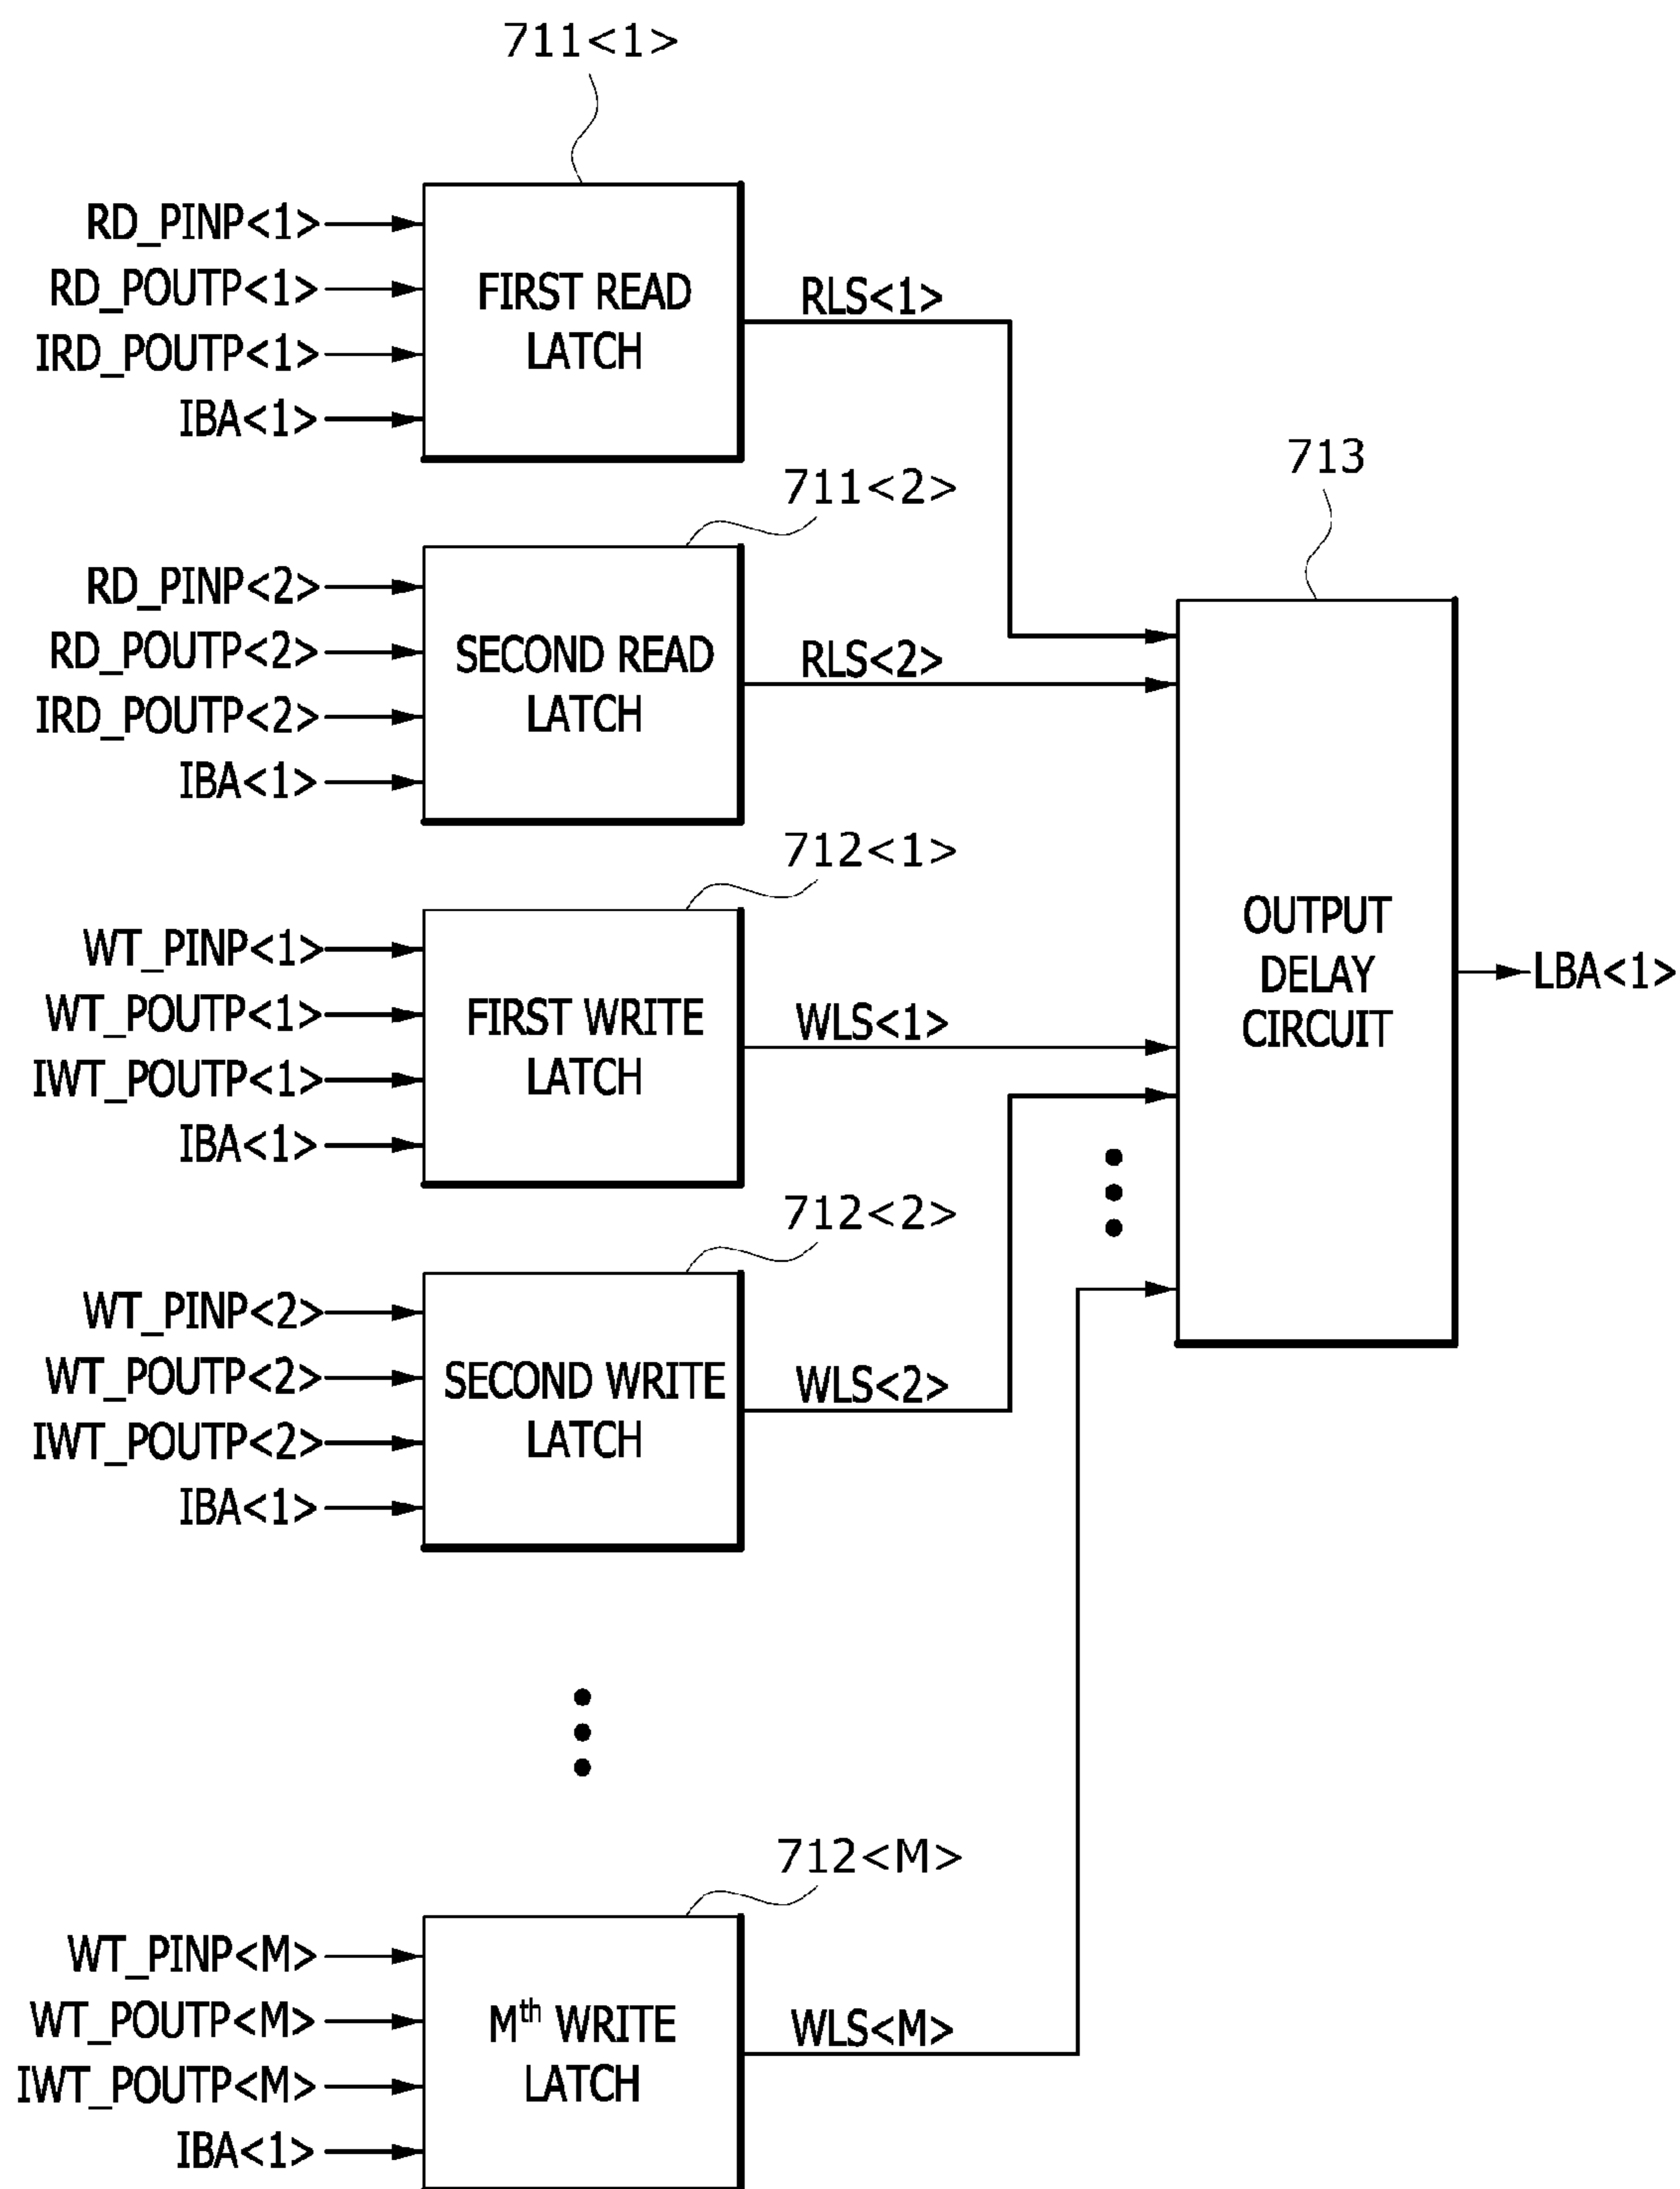 711<1>
RD_PINP<1>
RD_POUTP<1>
IRD_POUTP<1>
IBA<1>
FIRST READ
LATCH
RLS<1>
711<2>
RD_PINP<2>
RD_POUTP<2>
IRD_POUTP<2>
IBA<1>
SECOND READ
LATCH
RLS<2>
712<1>
WT_PINP<1>
WT_POUTP<1>
IWT_POUTP<1>
IBA<1>
FIRST WRITE
LATCH
WLS<1>
712<2>
WT_PINP<2>
WT_POUTP<2>
IWT_POUTP<2>
IBA<1>
SECOND WRITE
LATCH
WLS<2>
712<M>
WT_PINP<M>
WT_POUTP<M>
IWT_POUTP<M>
IBA<1>
Mth WRITE
LATCH
WLS<M>
713
OUTPUT
DELAY
CIRCUIT
LBA<1>